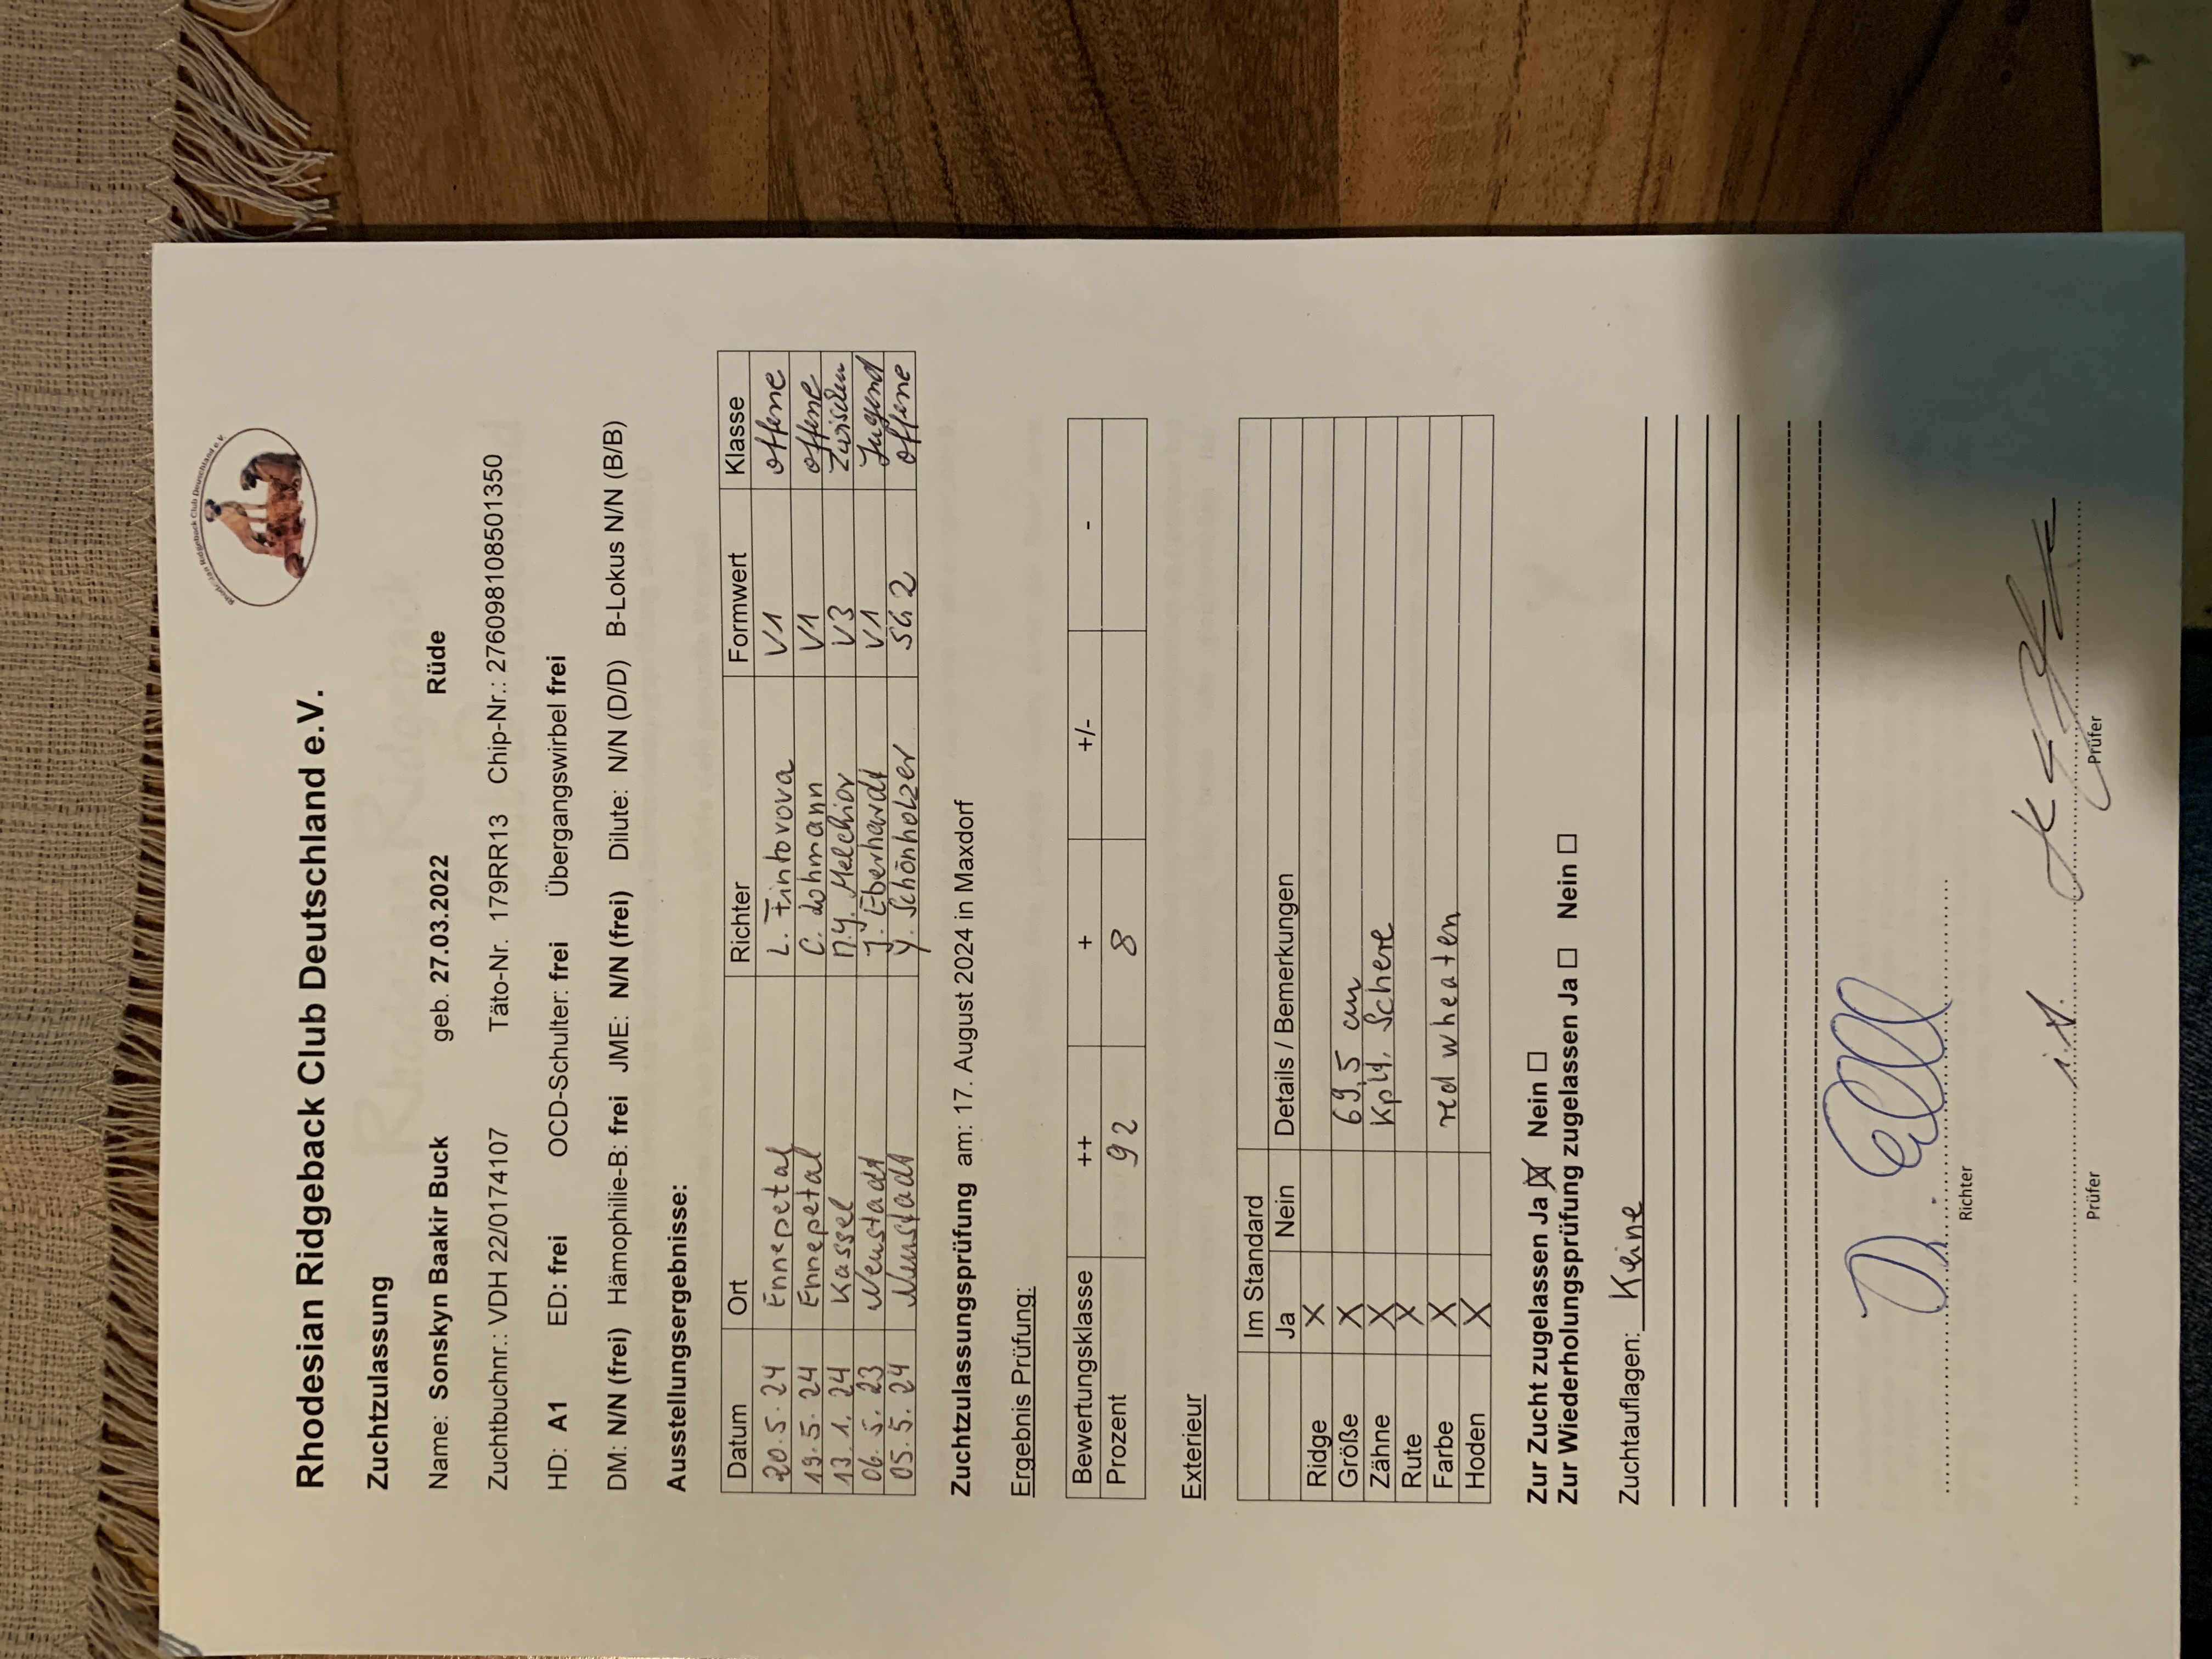 Rhodesian Ridgeback Club Deutschland e.V.
Rhodesian Ridgeback Club Deutschland e.V.
Zuchtzulassung
Name: Sonskyn Baakir Buck geb. 27.03.2022 Rüde
Zuchtbuchnr.: VDH 22/0174107 Täto-Nr. 179RR13 Chip-Nr.: 276098108501350
HD: A1 ED: frei OCD-Schulter: frei Übergangswirbel frei
DM: N/N (frei) Hämophilie-B: frei JME: N/N (frei) Dilute: N/N (D/D) B-Lokus N/N (B/B)
Ausstellungsergebnisse:
Datum Ort Richter Formwert Klasse
20.5.24 Ennepetal L. Fintorova V1 offene
19.5.24 Ennepetal C. Lohmann V1 offene
13.1.24 Kassel M.y. Melchior V3 Zwischen
06.5.23 Neustadt J. Eberhardt V1 Jugend
05.5.24 Neustadt y. Schönholzer SG 2 offene
Zuchtzulassungsprüfung am: 17. August 2024 in Maxdorf
Ergebnis Prüfung:
Bewertungsklasse ++ + +/- -
Prozent 92 8
Exterieur
Im Standard
Ja Nein Details / Bemerkungen
Ridge X
Größe X 69,5 cm
Zähne X Kplt. Schere
Rute X
Farbe X red wheaten
Hoden X
Zur Zucht zugelassen Ja ☒ Nein ☐
Zur Wiederholungsprüfung zugelassen Ja ☐ Nein ☐
Zuchtauflagen: Keine
Richter
i.A.
Prüfer Prüfer